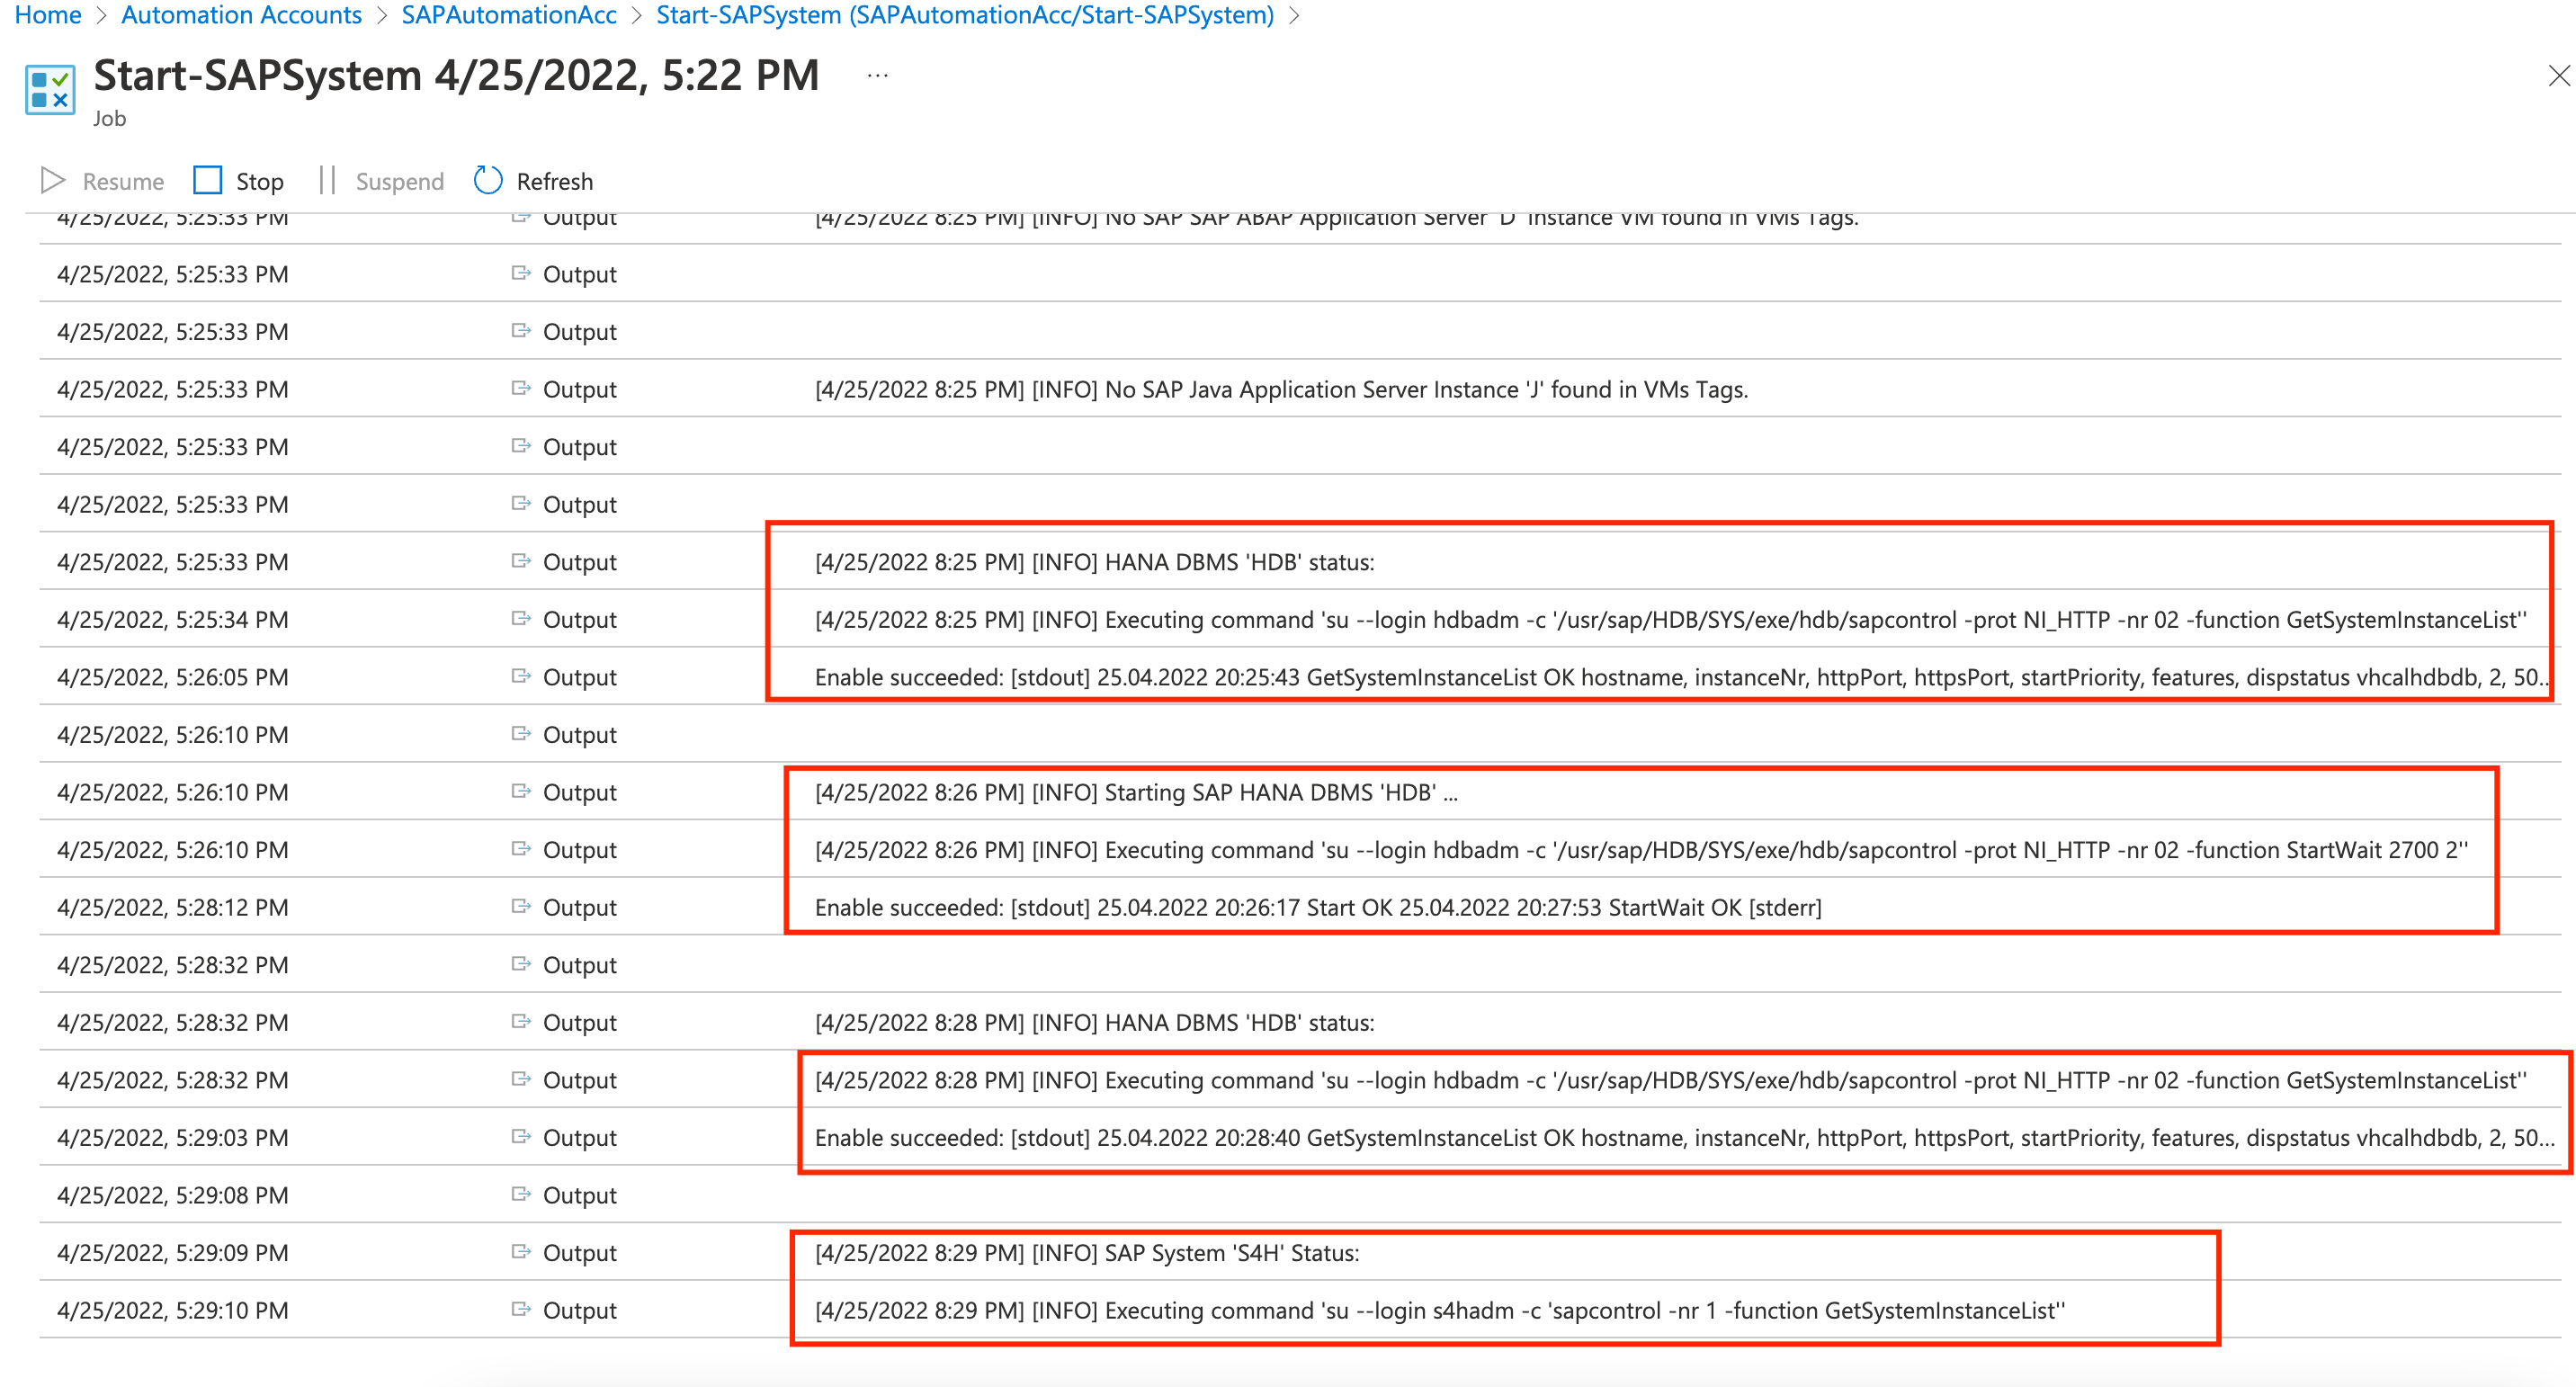 Home > Automation Accounts > SAPAutomationAcc > Start-SAPSystem (SAPAutomationAcc/Start-SAPSystem) >
Start-SAPSystem 4/25/2022, 5:22 PM ...
Job
Resume Stop Suspend Refresh
4/25/2022, 5:25:33 PM Output [4/25/2022 8:25 PM] [INFO] No SAP SAP ABAP Application Server 'D' Instance VM found in VMs Tags.
4/25/2022, 5:25:33 PM Output
4/25/2022, 5:25:33 PM Output
4/25/2022, 5:25:33 PM Output [4/25/2022 8:25 PM] [INFO] No SAP Java Application Server Instance 'J' found in VMs Tags.
4/25/2022, 5:25:33 PM Output
4/25/2022, 5:25:33 PM Output
4/25/2022, 5:25:33 PM Output [4/25/2022 8:25 PM] [INFO] HANA DBMS 'HDB' status:
4/25/2022, 5:25:34 PM Output [4/25/2022 8:25 PM] [INFO] Executing command 'su --login hdbadm -c '/usr/sap/HDB/SYS/exe/hdb/sapcontrol -prot NI_HTTP -nr 02 -function GetSystemInstanceList''
4/25/2022, 5:26:05 PM Output Enable succeeded: [stdout] 25.04.2022 20:25:43 GetSystemInstanceList OK hostname, instanceNr, httpPort, httpsPort, startPriority, features, dispstatus vhcalhdbdb, 2, 50...
4/25/2022, 5:26:10 PM Output
4/25/2022, 5:26:10 PM Output [4/25/2022 8:26 PM] [INFO] Starting SAP HANA DBMS 'HDB' ...
4/25/2022, 5:26:10 PM Output [4/25/2022 8:26 PM] [INFO] Executing command 'su --login hdbadm -c '/usr/sap/HDB/SYS/exe/hdb/sapcontrol -prot NI_HTTP -nr 02 -function StartWait 2700 2''
4/25/2022, 5:28:12 PM Output Enable succeeded: [stdout] 25.04.2022 20:26:17 Start OK 25.04.2022 20:27:53 StartWait OK [stderr]
4/25/2022, 5:28:32 PM Output
4/25/2022, 5:28:32 PM Output [4/25/2022 8:28 PM] [INFO] HANA DBMS 'HDB' status:
4/25/2022, 5:28:32 PM Output [4/25/2022 8:28 PM] [INFO] Executing command 'su --login hdbadm -c '/usr/sap/HDB/SYS/exe/hdb/sapcontrol -prot NI_HTTP -nr 02 -function GetSystemInstanceList''
4/25/2022, 5:29:03 PM Output Enable succeeded: [stdout] 25.04.2022 20:28:40 GetSystemInstanceList OK hostname, instanceNr, httpPort, httpsPort, startPriority, features, dispstatus vhcalhdbdb, 2, 50...
4/25/2022, 5:29:08 PM Output
4/25/2022, 5:29:09 PM Output [4/25/2022 8:29 PM] [INFO] SAP System 'S4H' Status:
4/25/2022, 5:29:10 PM Output [4/25/2022 8:29 PM] [INFO] Executing command 'su --login s4hadm -c 'sapcontrol -nr 1 -function GetSystemInstanceList''